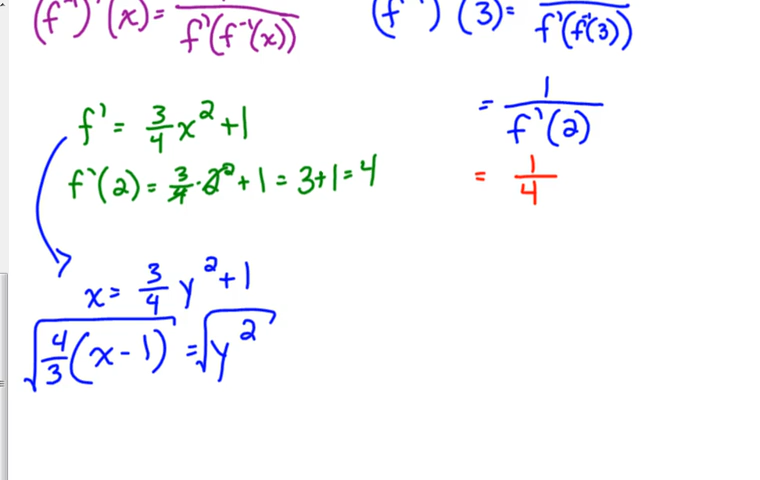 (f⁻¹)'(x) = 1/f'(f⁻¹(x))
(f⁻¹)'(3) = 1/f'(f⁻¹(3))
= 1/f'(2)
= 1/4
f' = 3/4 x² + 1
f'(2) = 3/4 · 2² + 1 = 3+1 = 4
x = 3/4 y² + 1
√(4/3 (x - 1)) = √y²